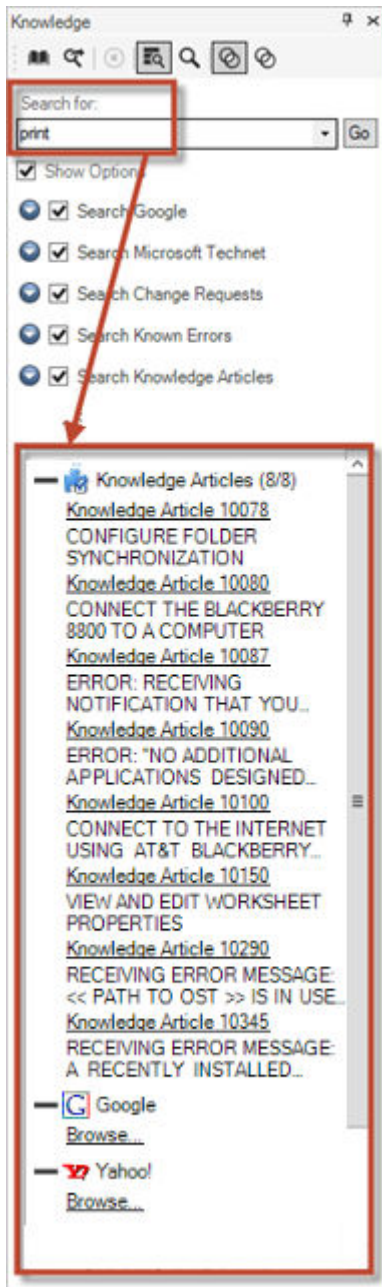 Knowledge
Search for:
print
Go
Show Options
Search Google
Search Microsoft Technet
Search Change Requests
Search Known Errors
Search Knowledge Articles
Knowledge Articles (8/8)
Knowledge Article 10078
CONFIGURE FOLDER
SYNCHRONIZATION
Knowledge Article 10080
CONNECT THE BLACKBERRY
8800 TO A COMPUTER
Knowledge Article 10087
ERROR: RECEIVING
NOTIFICATION THAT YOU...
Knowledge Article 10090
ERROR: "NO ADDITIONAL
APPLICATIONS DESIGNED...
Knowledge Article 10100
CONNECT TO THE INTERNET
USING AT&T BLACKBERRY...
Knowledge Article 10150
VIEW AND EDIT WORKSHEET
PROPERTIES
Knowledge Article 10290
RECEIVING ERROR MESSAGE:
<< PATH TO OST >> IS IN USE...
Knowledge Article 10345
RECEIVING ERROR MESSAGE:
A RECENTLY INSTALLED...
Google
Browse...
Yahoo!
Browse...